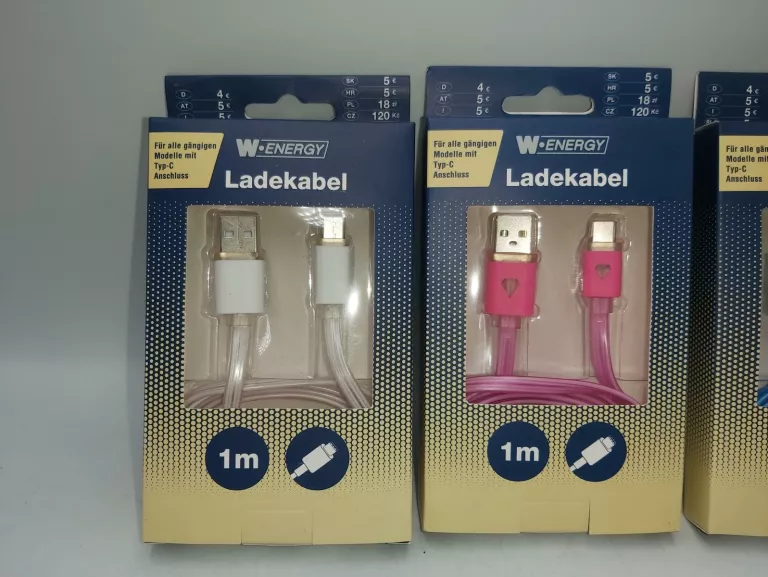 D 4 € SK 5 €
AT 5 € HR 5 €
I 5 € PL 18 zł
CZ 120 Kč
Für alle gängigen
Modelle mit
Typ-C
Anschluss
W•ENERGY
Ladekabel
1m
D 4 € SK 5 €
AT 5 € HR 5 €
I 5 € PL 18 zł
CZ 120 Kč
Für alle gängigen
Modelle mit
Typ-C
Anschluss
W•ENERGY
Ladekabel
1m
D 4 €
AT 5 €
I 5
Für alle
Modelle
Typ-C
Anschluss